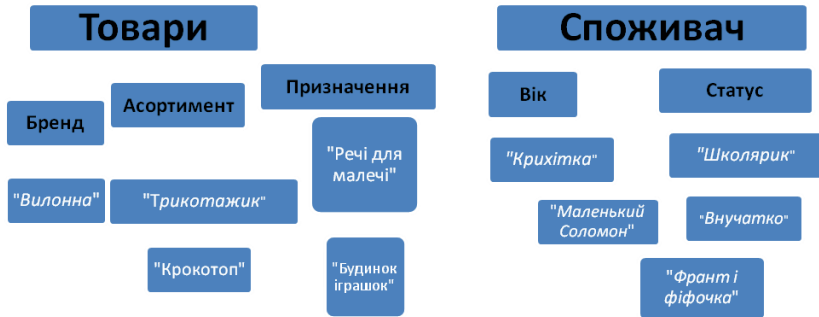 Товари
Споживач
Бренд
Асортимент
Призначення
Вік
Статус
"Речі для
малечі"
"Крихітка"
"Школярик"
"Вилонна"
"Трикотажик"
"Маленький
Соломон"
"Внучатко"
"Крокотоп"
"Будинок
іграшок"
"Франт і
фіфочка"